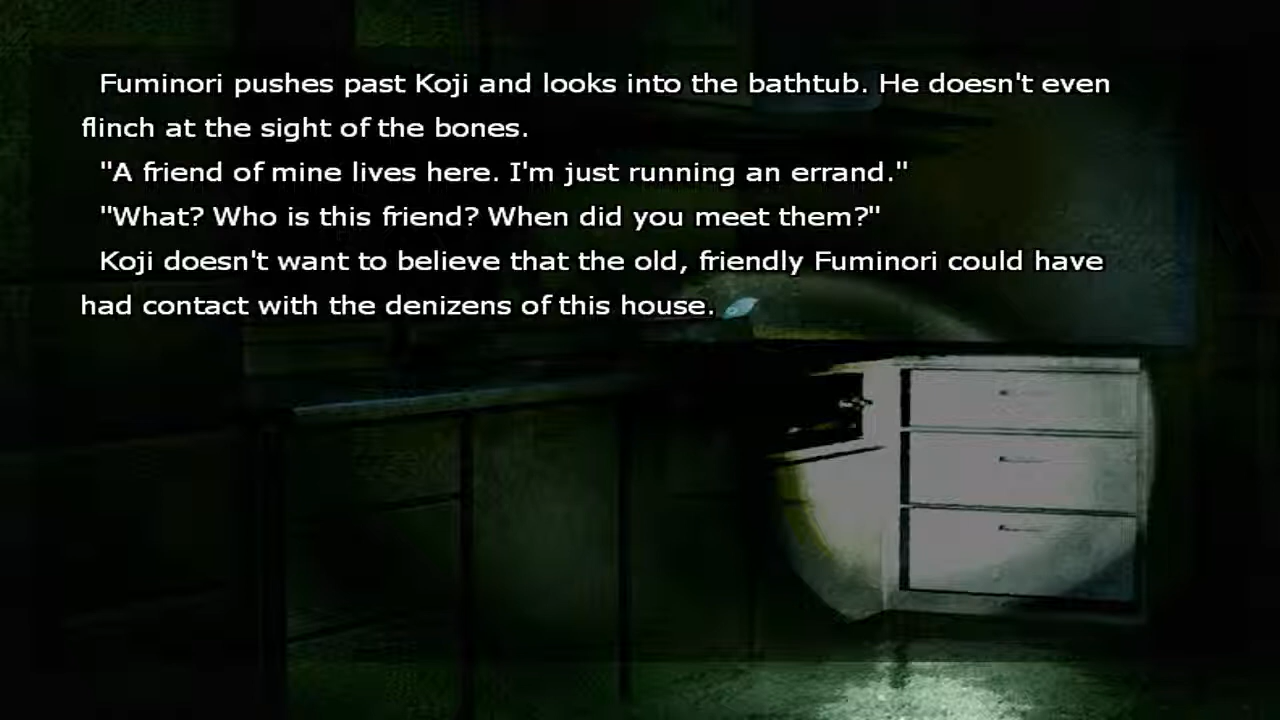 Fuminori pushes past Koji and looks into the bathtub. He doesn't even
flinch at the sight of the bones.
"A friend of mine lives here. I'm just running an errand."
"What? Who is this friend? When did you meet them?"
Koji doesn't want to believe that the old, friendly Fuminori could have
had contact with the denizens of this house.